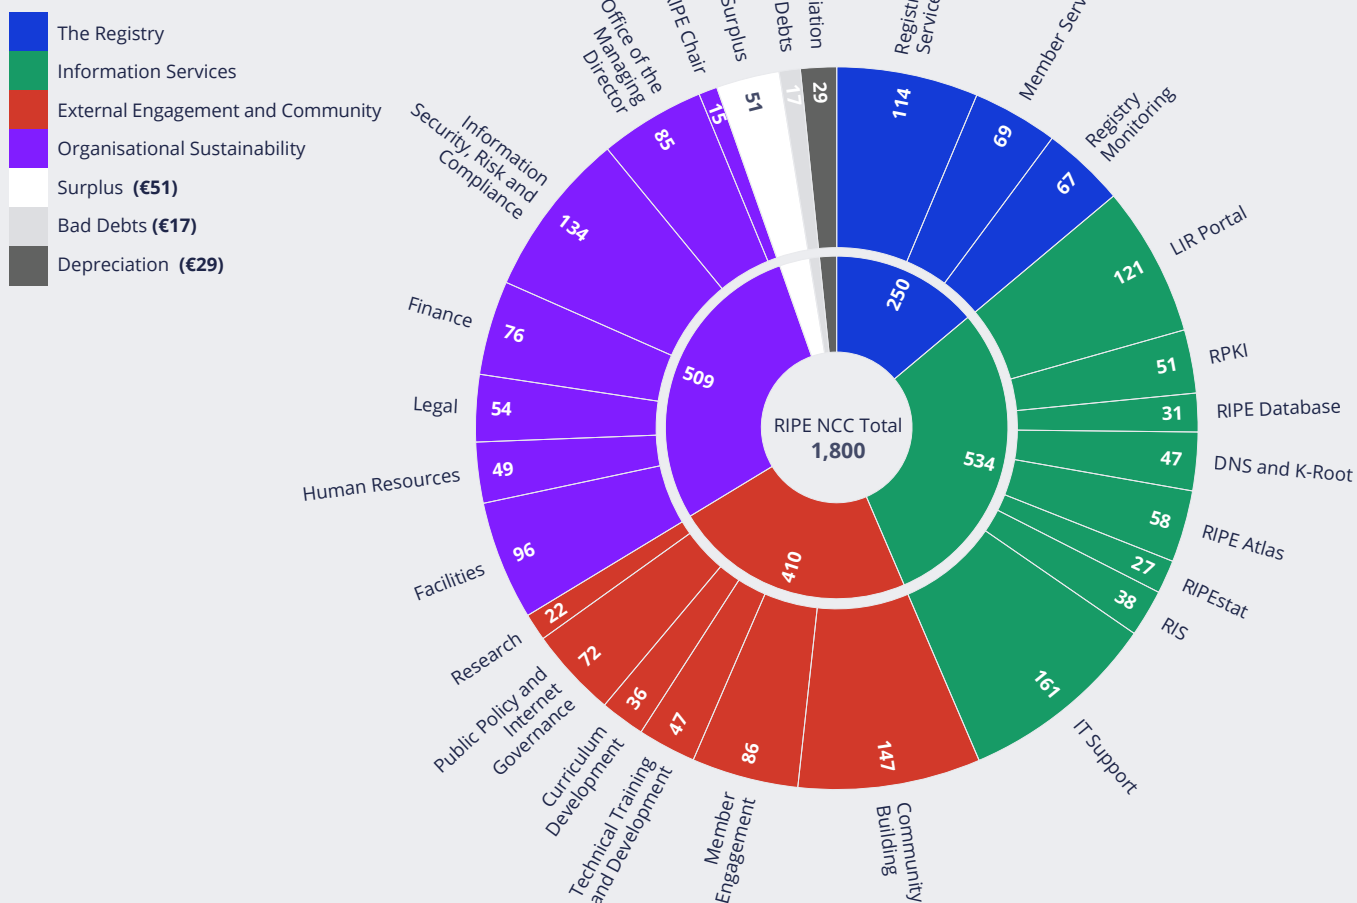 The Registry
Information Services
External Engagement and Community
Organisational Sustainability
Surplus (€51)
Bad Debts (€17)
Depreciation (€29)
RIPE NCC Total
1,800
250
534
410
509
114
69
Member
67
Registry
Monitoring
121
LIR Portal
51
RPKI
31
RIPE Database
47
DNS and K-Root
58
RIPE Atlas
27
RIPEstat
38
RIS
161
IT Support
147
Community
Building
86
Member
Engagement
47
Technical Training
and Development
36
Curriculum
Development
72
Public Policy and
Internet
Governance
22
Research
96
Facilities
49
Human Resources
54
Legal
76
Finance
134
Information
Security, Risk and
Compliance
85
Office of the
Managing
Director
15
RIPE Chair
51
Surplus
17
Debts
29